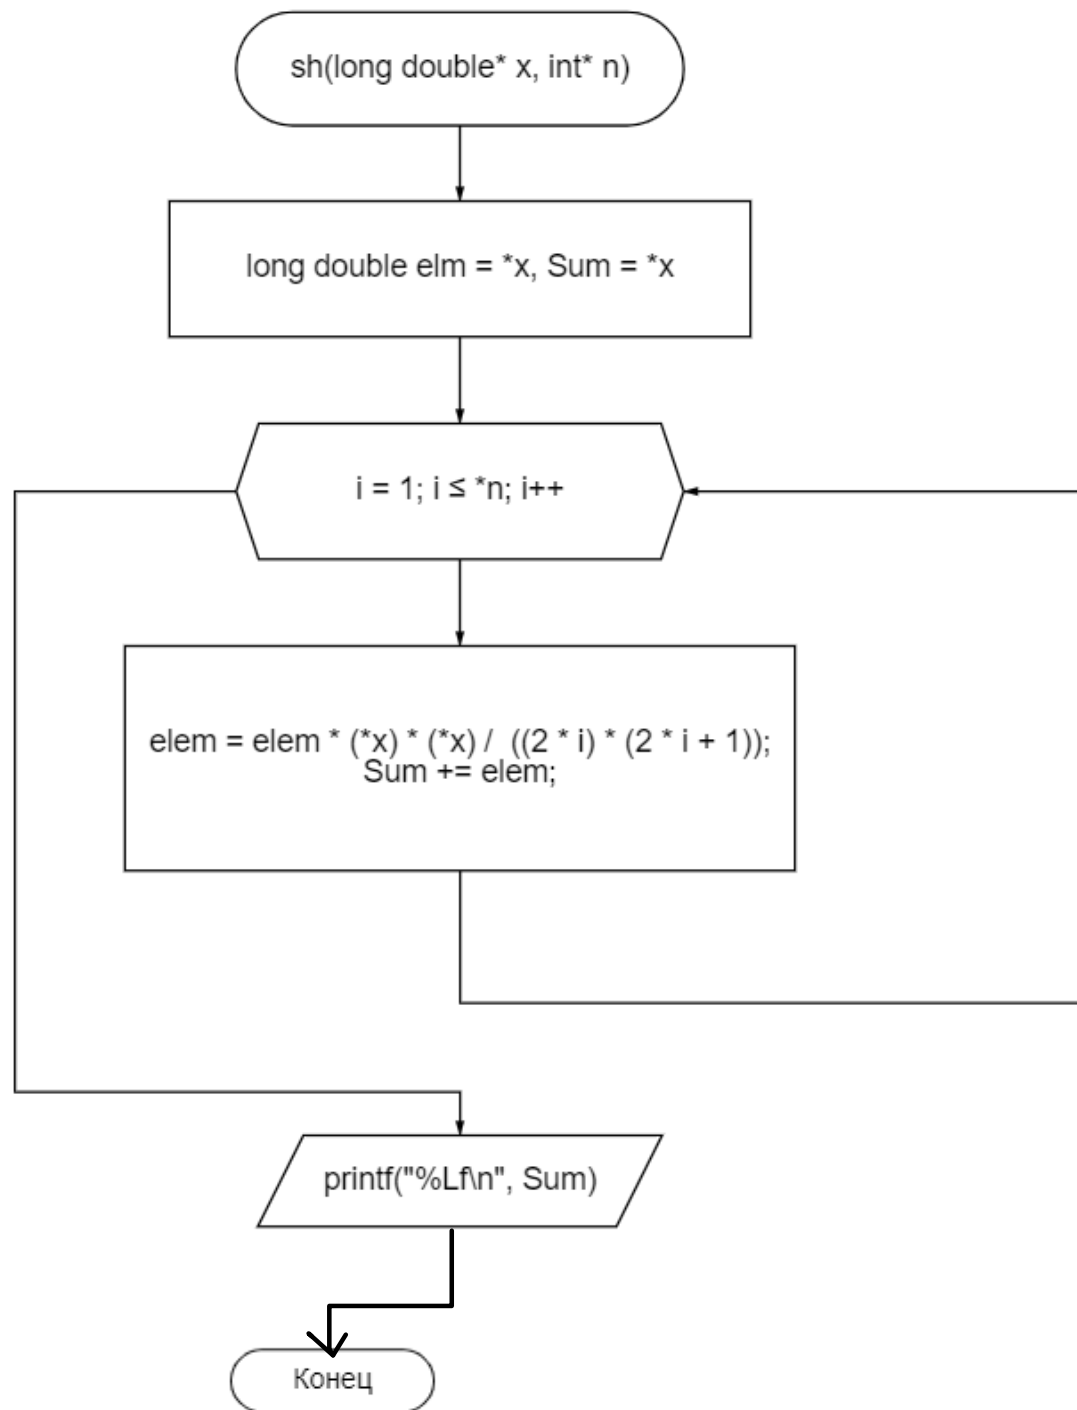 sh(long double* x, int* n)
long double elm = *x, Sum = *x
i = 1; i ≤ *n; i++
elem = elem * (*x) * (*x) /  ((2 * i) * (2 * i + 1));
Sum += elem;
printf("%Lf\n", Sum)
Конец